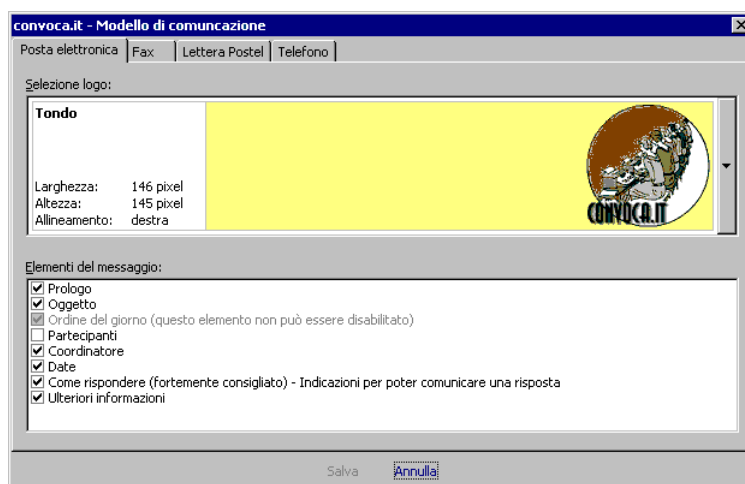 convoca.it - Modello di comuncazione
Posta elettronica Fax Lettera Postel Telefono
Selezione logo:
Tondo
Larghezza: 146 pixel
Altezza: 145 pixel
Allineamento: destra
CONVOCA.IT
Elementi del messaggio:
Prologo
Oggetto
Ordine del giorno (questo elemento non può essere disabilitato)
Partecipanti
Coordinatore
Date
Come rispondere (fortemente consigliato) - Indicazioni per poter comunicare una risposta
Ulteriori informazioni
Salva Annulla